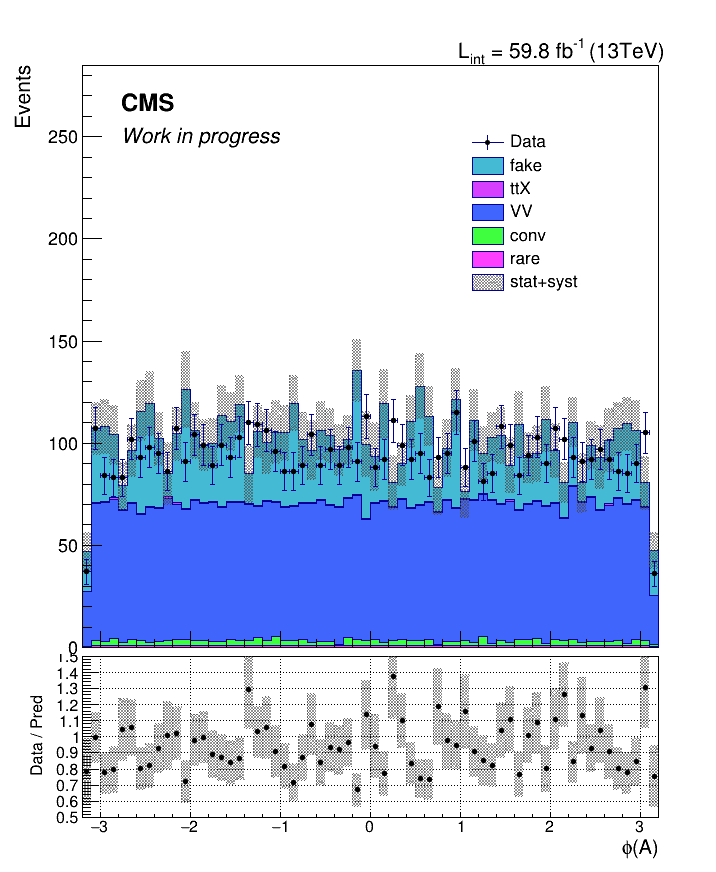 L_int = 59.8 fb^-1 (13TeV)
Events
CMS
Work in progress
250
200
150
100
50
0
Data
fake
ttX
VV
conv
rare
stat+syst
Data / Pred
1.5
1.4
1.3
1.2
1.1
1
0.9
0.8
0.7
0.6
0.5
−3 −2 −1 0 1 2 3
ϕ(A)